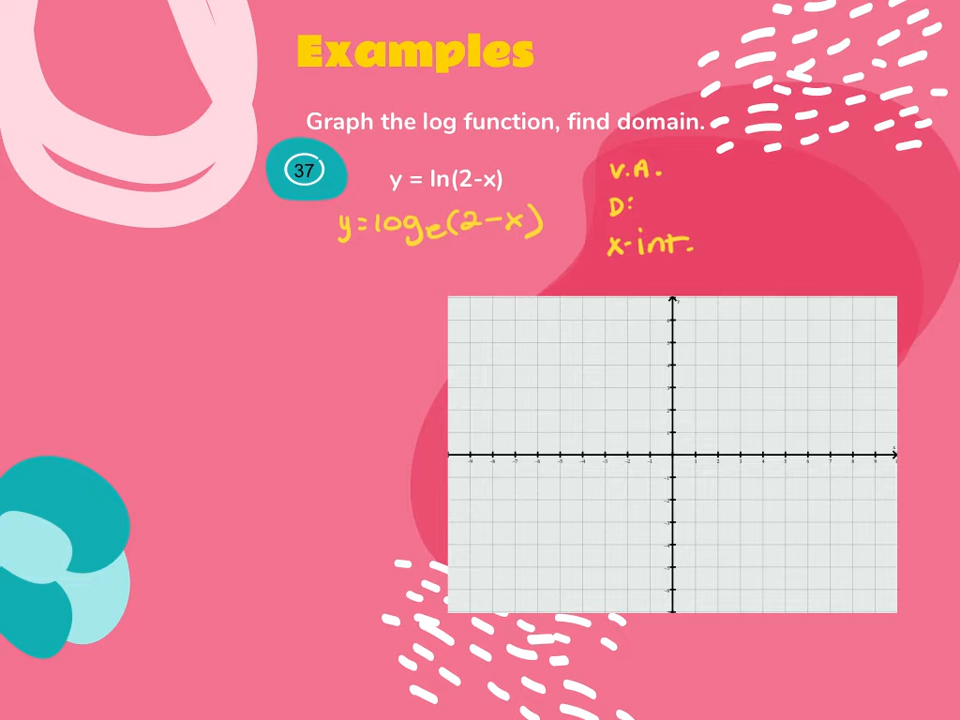 Examples
Graph the log function, find domain.
37
y = ln(2-x)
y=logₑ(2-x)
V.A.
D:
x-int.